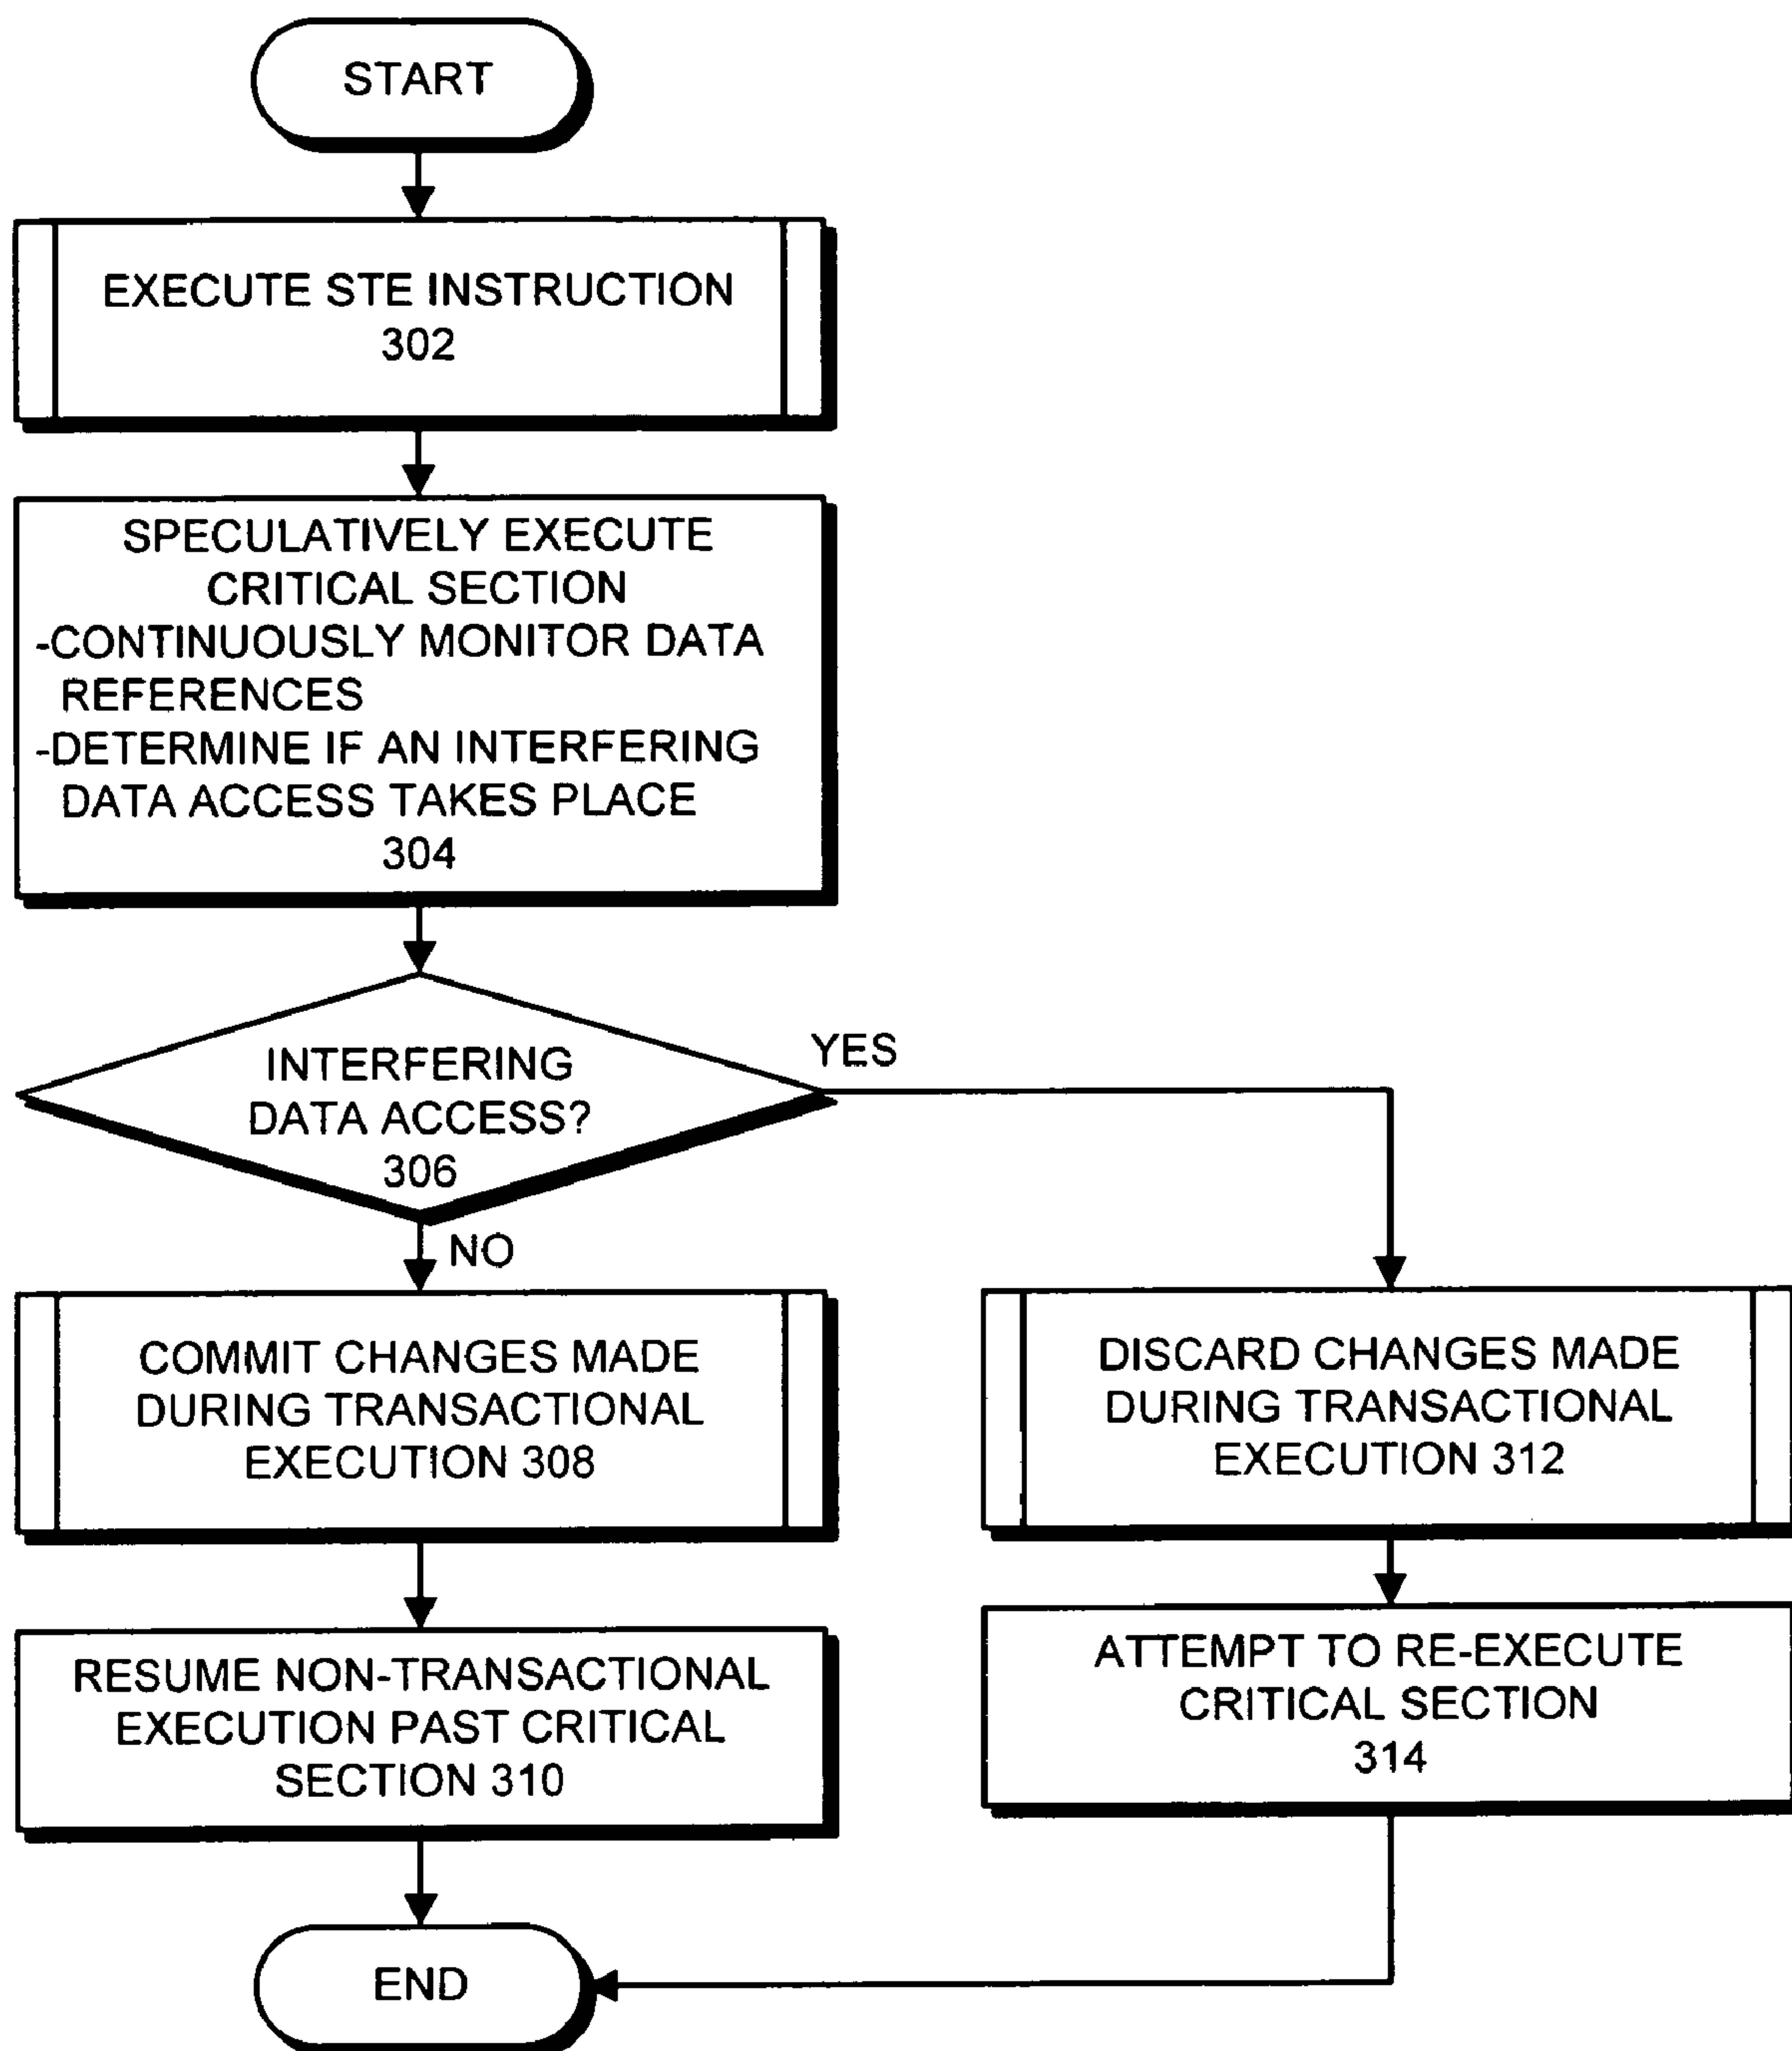 START
EXECUTE STE INSTRUCTION
302
SPECULATIVELY EXECUTE
CRITICAL SECTION
-CONTINUOUSLY MONITOR DATA
REFERENCES
-DETERMINE IF AN INTERFERING
DATA ACCESS TAKES PLACE
304
INTERFERING
DATA ACCESS?
306
YES
NO
COMMIT CHANGES MADE
DURING TRANSACTIONAL
EXECUTION 308
DISCARD CHANGES MADE
DURING TRANSACTIONAL
EXECUTION 312
RESUME NON-TRANSACTIONAL
EXECUTION PAST CRITICAL
SECTION 310
ATTEMPT TO RE-EXECUTE
CRITICAL SECTION
314
END